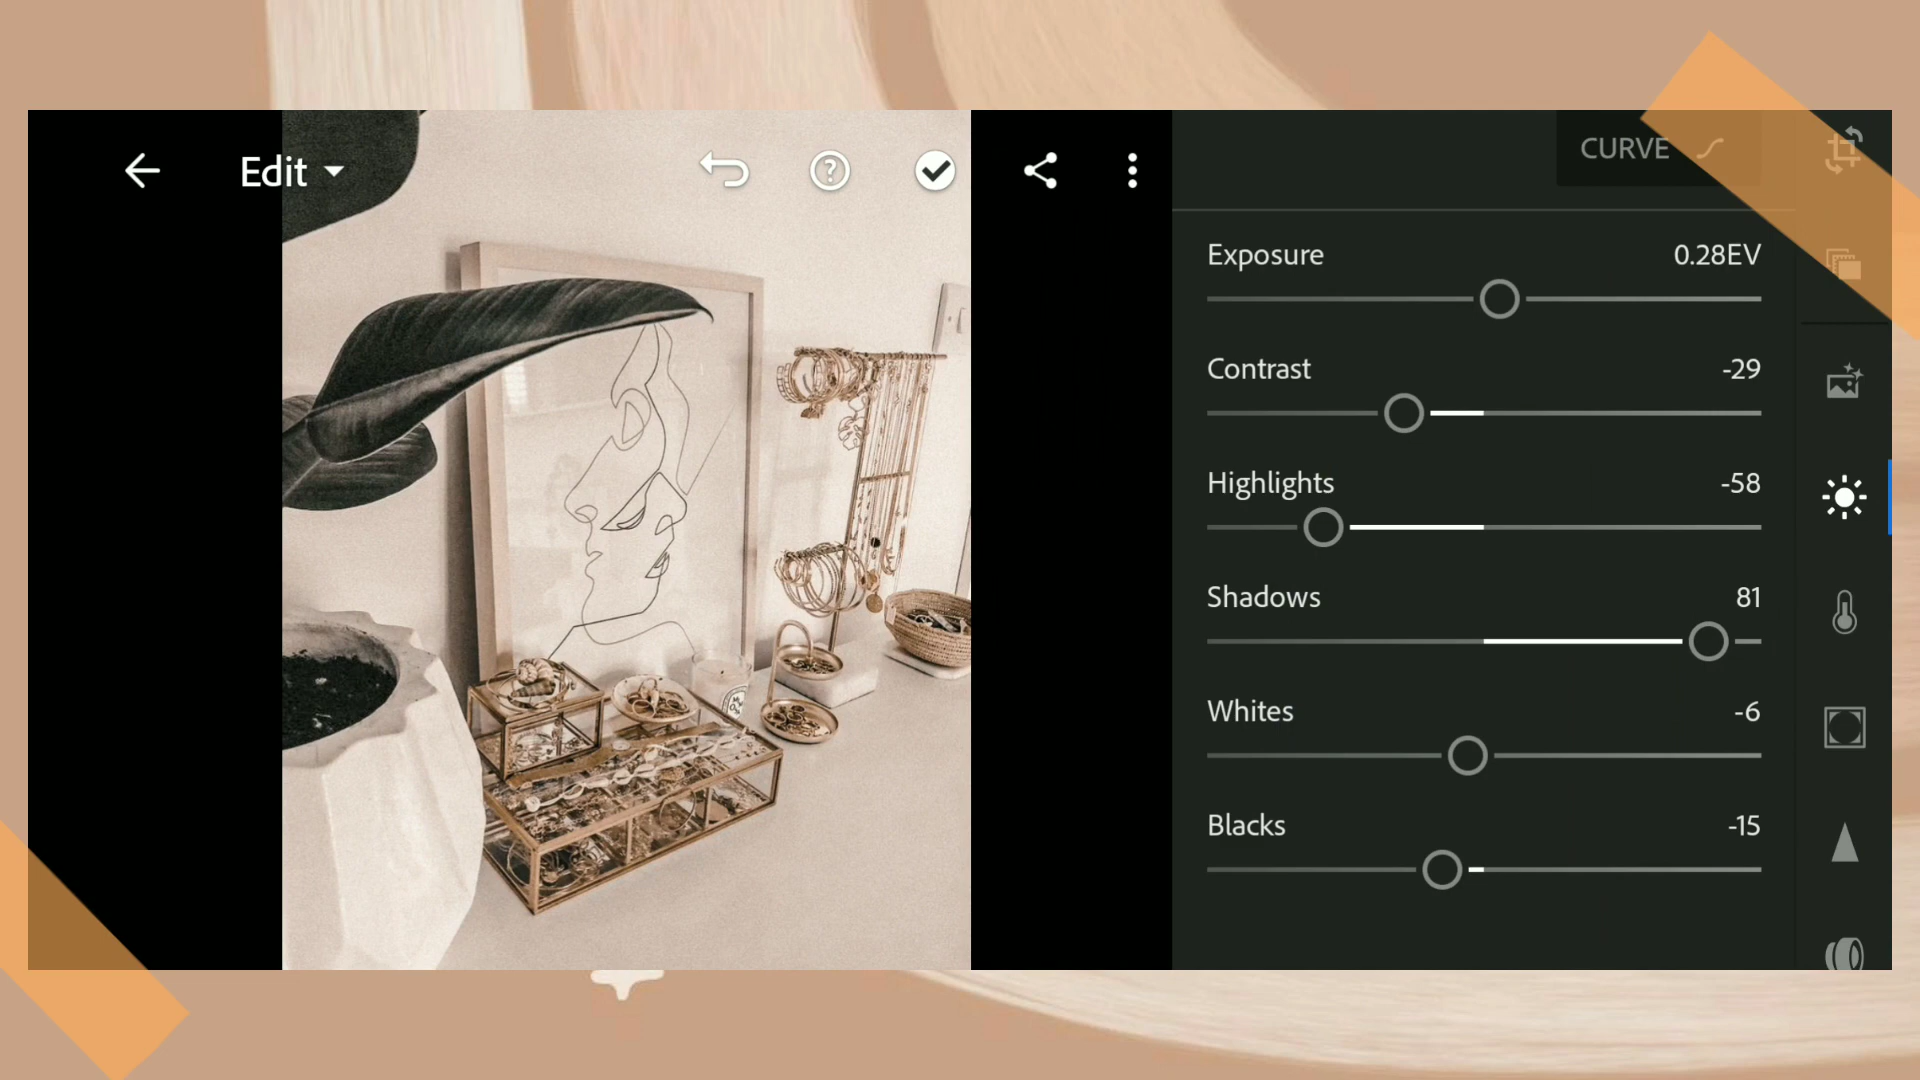 Edit
CURVE
Exposure 0.28EV
Contrast -29
Highlights -58
Shadows 81
Whites -6
Blacks -15